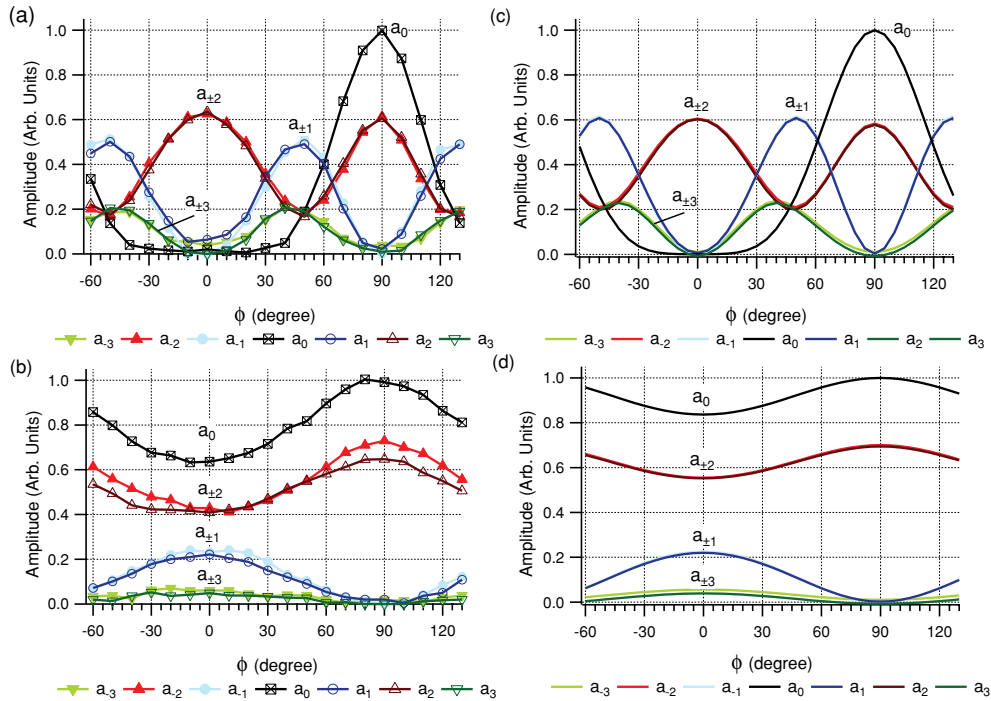 (a)
a₀
a±₂
a±₁
a±₃
Amplitude (Arb. Units)
1.0
0.8
0.6
0.4
0.2
0.0
-60 -30 0 30 60 90 120
ϕ (degree)
a₋₃ a₋₂ a₋₁ a₀ a₁ a₂ a₃
(c)
a₀
a±₂
a±₁
a±₃
Amplitude (Arb. Units)
1.0
0.8
0.6
0.4
0.2
0.0
-60 -30 0 30 60 90 120
ϕ (degree)
a₋₃ a₋₂ a₋₁ a₀ a₁ a₂ a₃
(b)
a₀
a±₂
a±₁
a±₃
Amplitude (Arb. Units)
1.0
0.8
0.6
0.4
0.2
0.0
-60 -30 0 30 60 90 120
ϕ (degree)
a₋₃ a₋₂ a₋₁ a₀ a₁ a₂ a₃
(d)
a₀
a±₂
a±₁
a±₃
Amplitude (Arb. Units)
1.0
0.8
0.6
0.4
0.2
0.0
-60 -30 0 30 60 90 120
ϕ (degree)
a₋₃ a₋₂ a₋₁ a₀ a₁ a₂ a₃